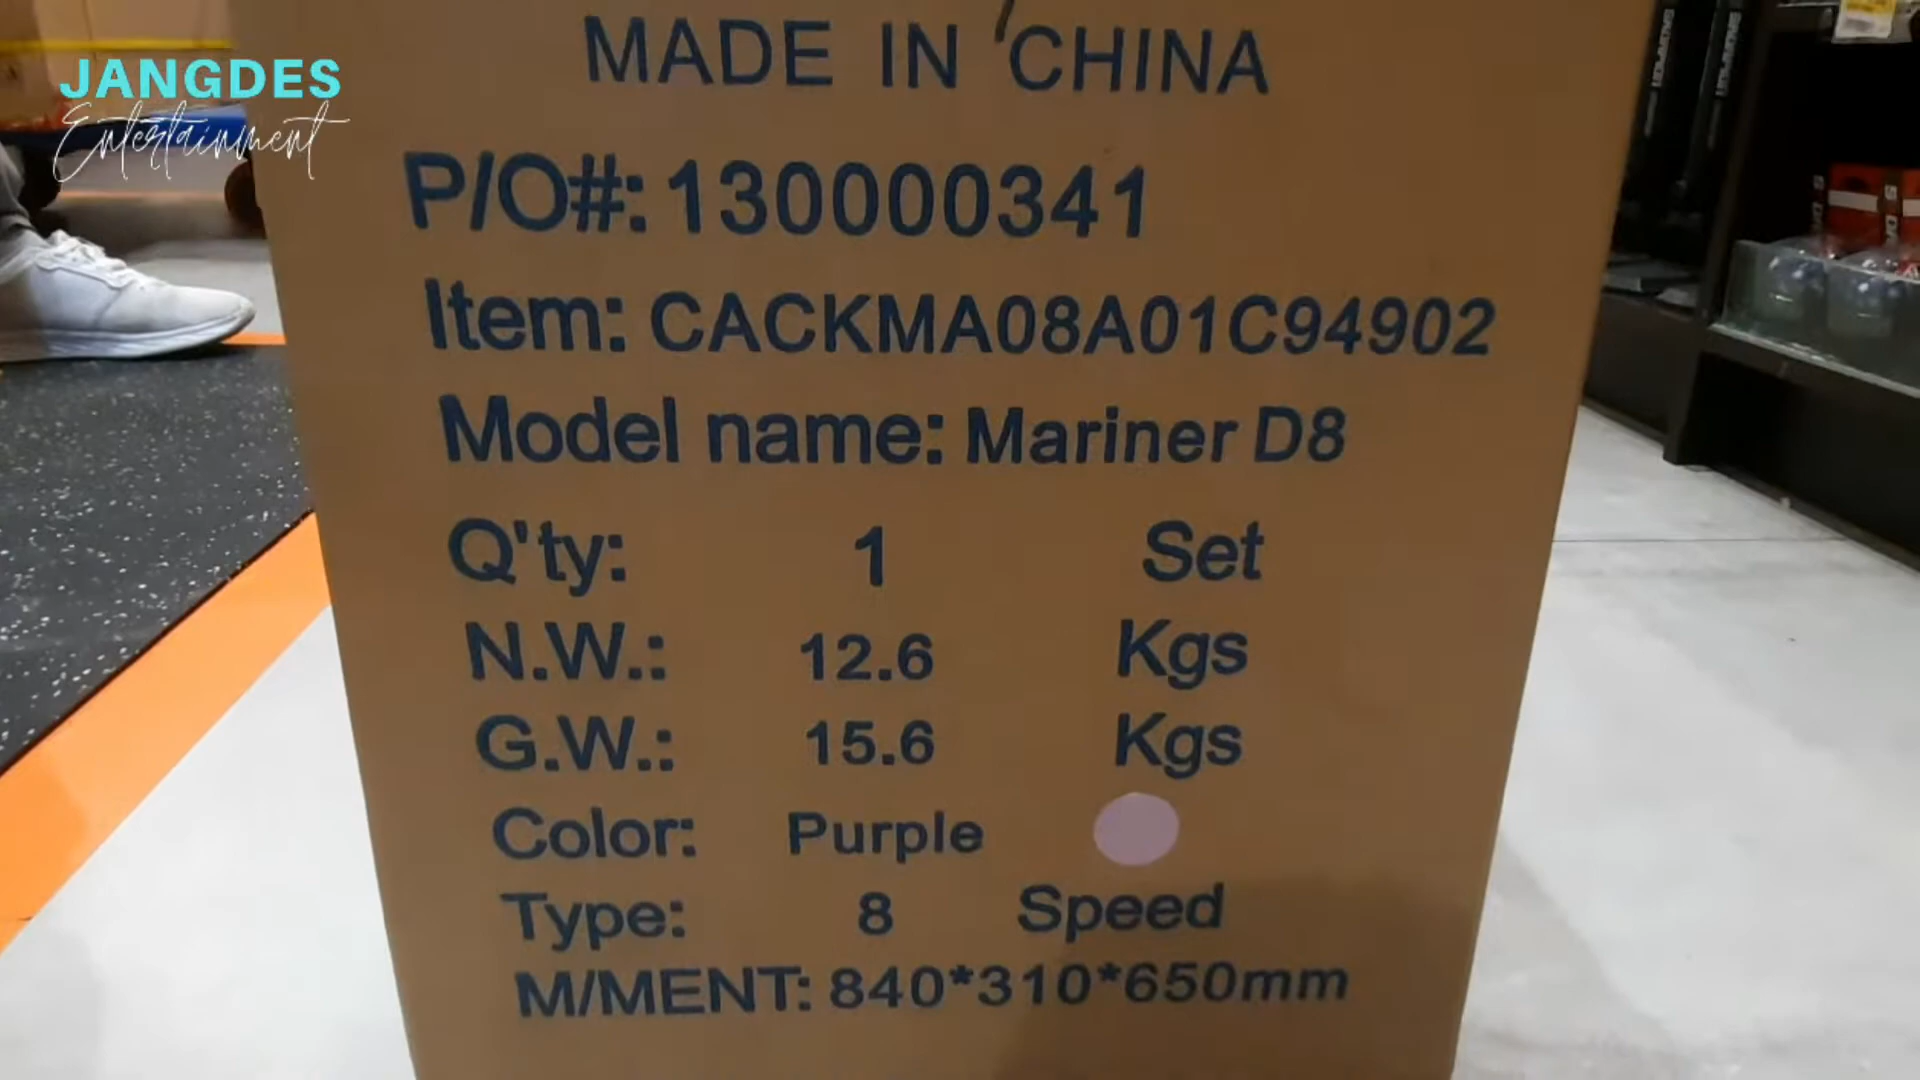 JANGDES
Entertainment
MADE IN CHINA
P/O#: 130000341
Item: CACKMA08A01C94902
Model name: Mariner D8
Q'ty: 1 Set
N.W.: 12.6 Kgs
G.W.: 15.6 Kgs
Color: Purple
Type: 8 Speed
M/MENT: 840*310*650mm